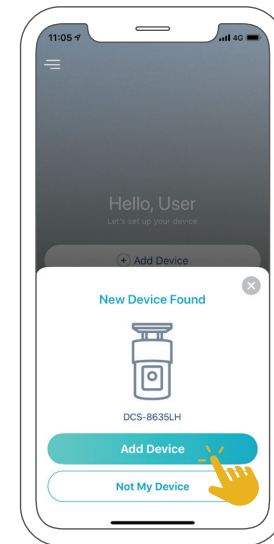 11:05
4G
Hello, User
Let's set up your device
Add Device
New Device Found
DCS-8635LH
Add Device
Not My Device